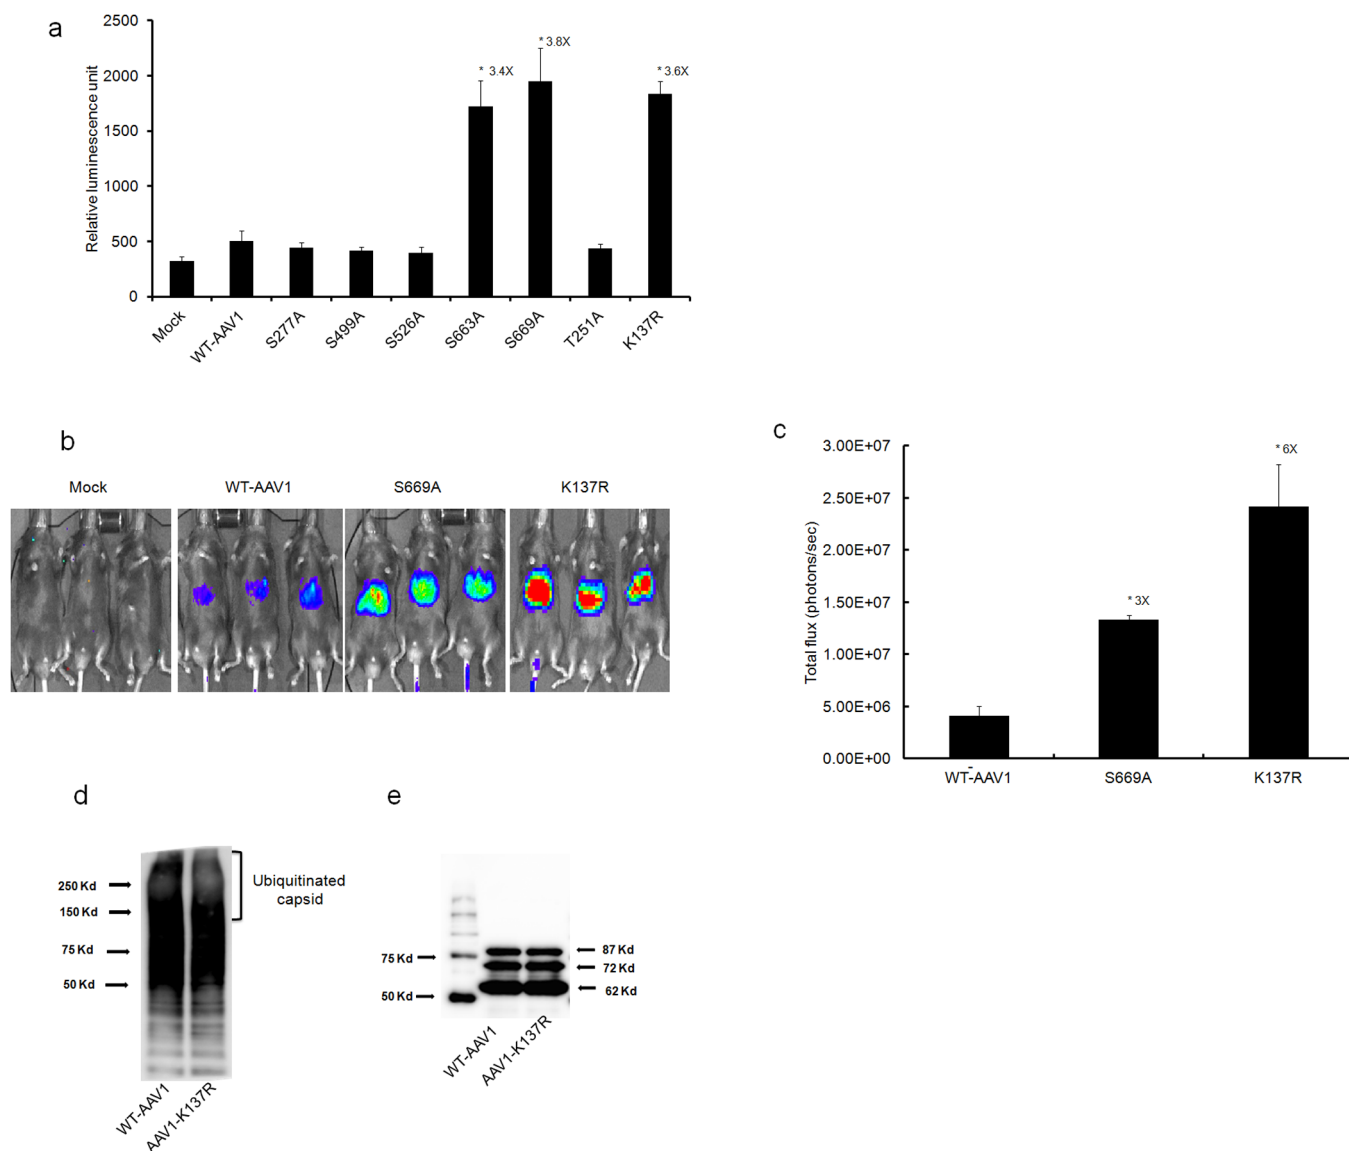 a
Relative luminescence unit
2500
2000
1500
1000
500
0
* 3.4X
* 3.8X
* 3.6X
Mock
WT-AAV1
S277A
S499A
S526A
S663A
S669A
T251A
K137R
b
Mock
WT-AAV1
S669A
K137R
c
Total flux (photons/sec)
3.00E+07
2.50E+07
2.00E+07
1.50E+07
1.00E+07
5.00E+06
0.00E+00
* 3X
* 6X
WT-AAV1
S669A
K137R
d
250 Kd
150 Kd
75 Kd
50 Kd
Ubiquitinated
capsid
WT-AAV1
AAV1-K137R
e
75 Kd
50 Kd
87 Kd
72 Kd
62 Kd
WT-AAV1
AAV1-K137R